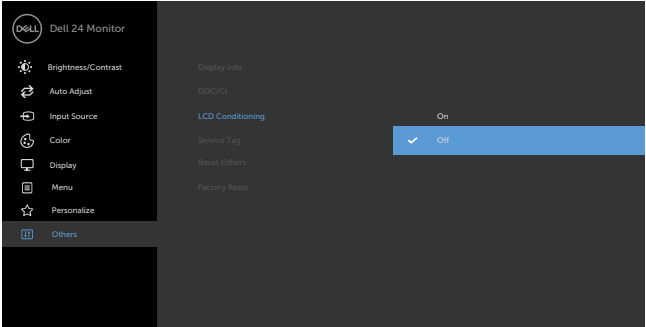 DELL
Dell 24 Monitor
Brightness/Contrast
Auto Adjust
Input Source
Color
Display
Menu
Personalize
Others
Display Info
DDC/CI
LCD Conditioning
Service Tag
Reset Others
Factory Reset
On
Off